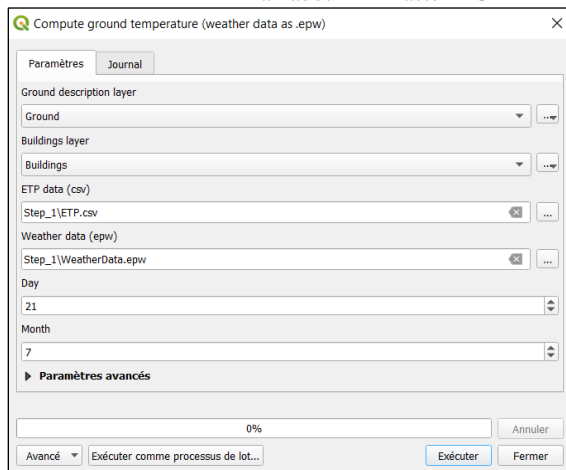 Compute ground temperature (weather data as .epw)
Paramètres Journal
Ground description layer
Ground
...
Buildings layer
Buildings
...
ETP data (csv)
Step_1\ETP.csv
...
Weather data (epw)
Step_1\WeatherData.epw
...
Day
21
Month
7
Paramètres avancés
0% Annuler
Avancé Exécuter comme processus de lot... Exécuter Fermer